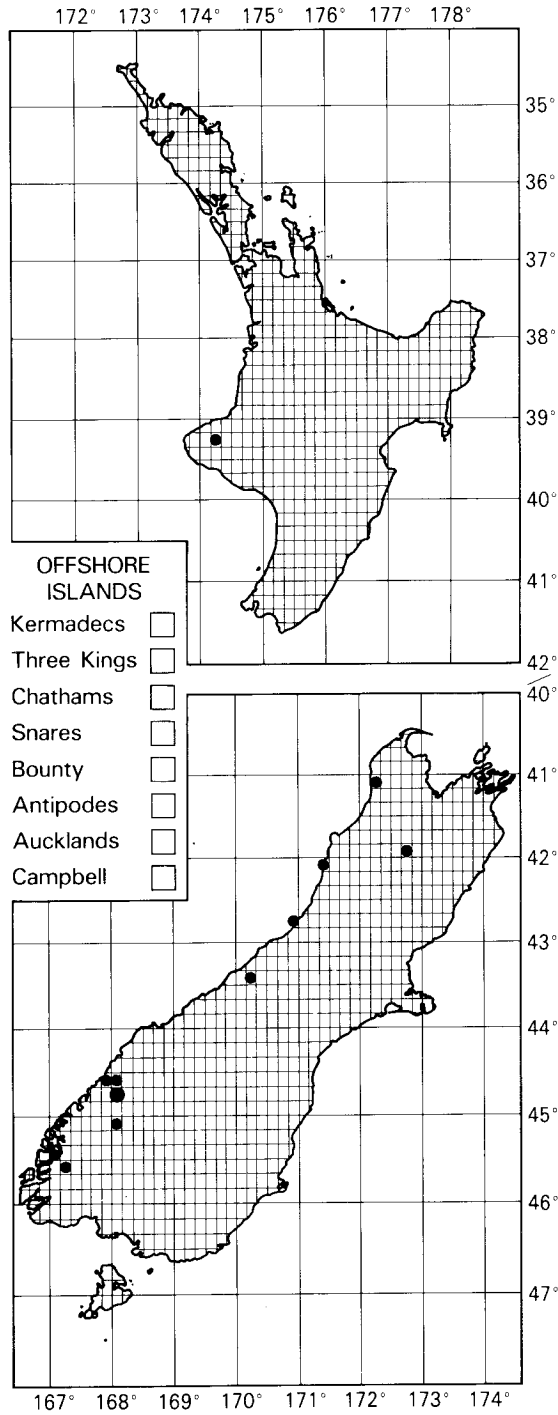 172° 173° 174° 175° 176° 177° 178°
35°
36°
37°
38°
39°
40°
41°
42°
OFFSHORE
ISLANDS
Kermadecs
Three Kings
Chathams
Snares
Bounty
Antipodes
Aucklands
Campbell
40°
41°
42°
43°
44°
45°
46°
47°
167° 168° 169° 170° 171° 172° 173° 174°